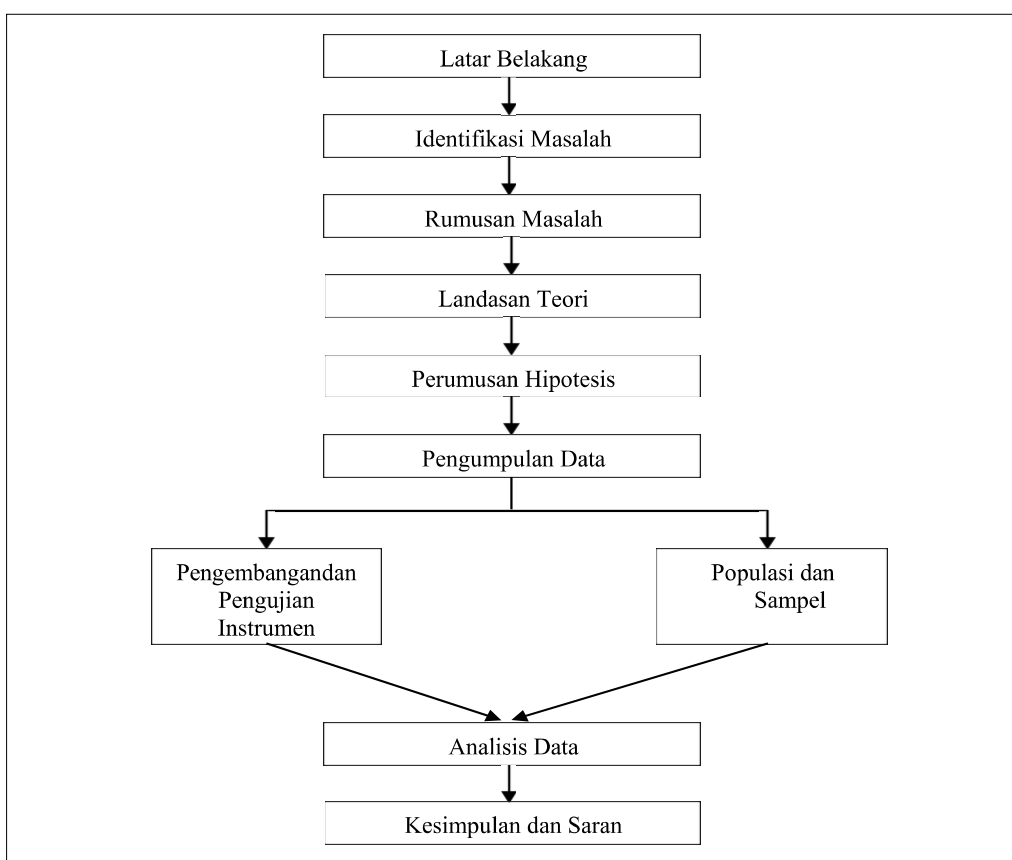 Latar Belakang
Identifikasi Masalah
Rumusan Masalah
Landasan Teori
Perumusan Hipotesis
Pengumpulan Data
Pengembangandan
Pengujian
Instrumen
Populasi dan
Sampel
Analisis Data
Kesimpulan dan Saran